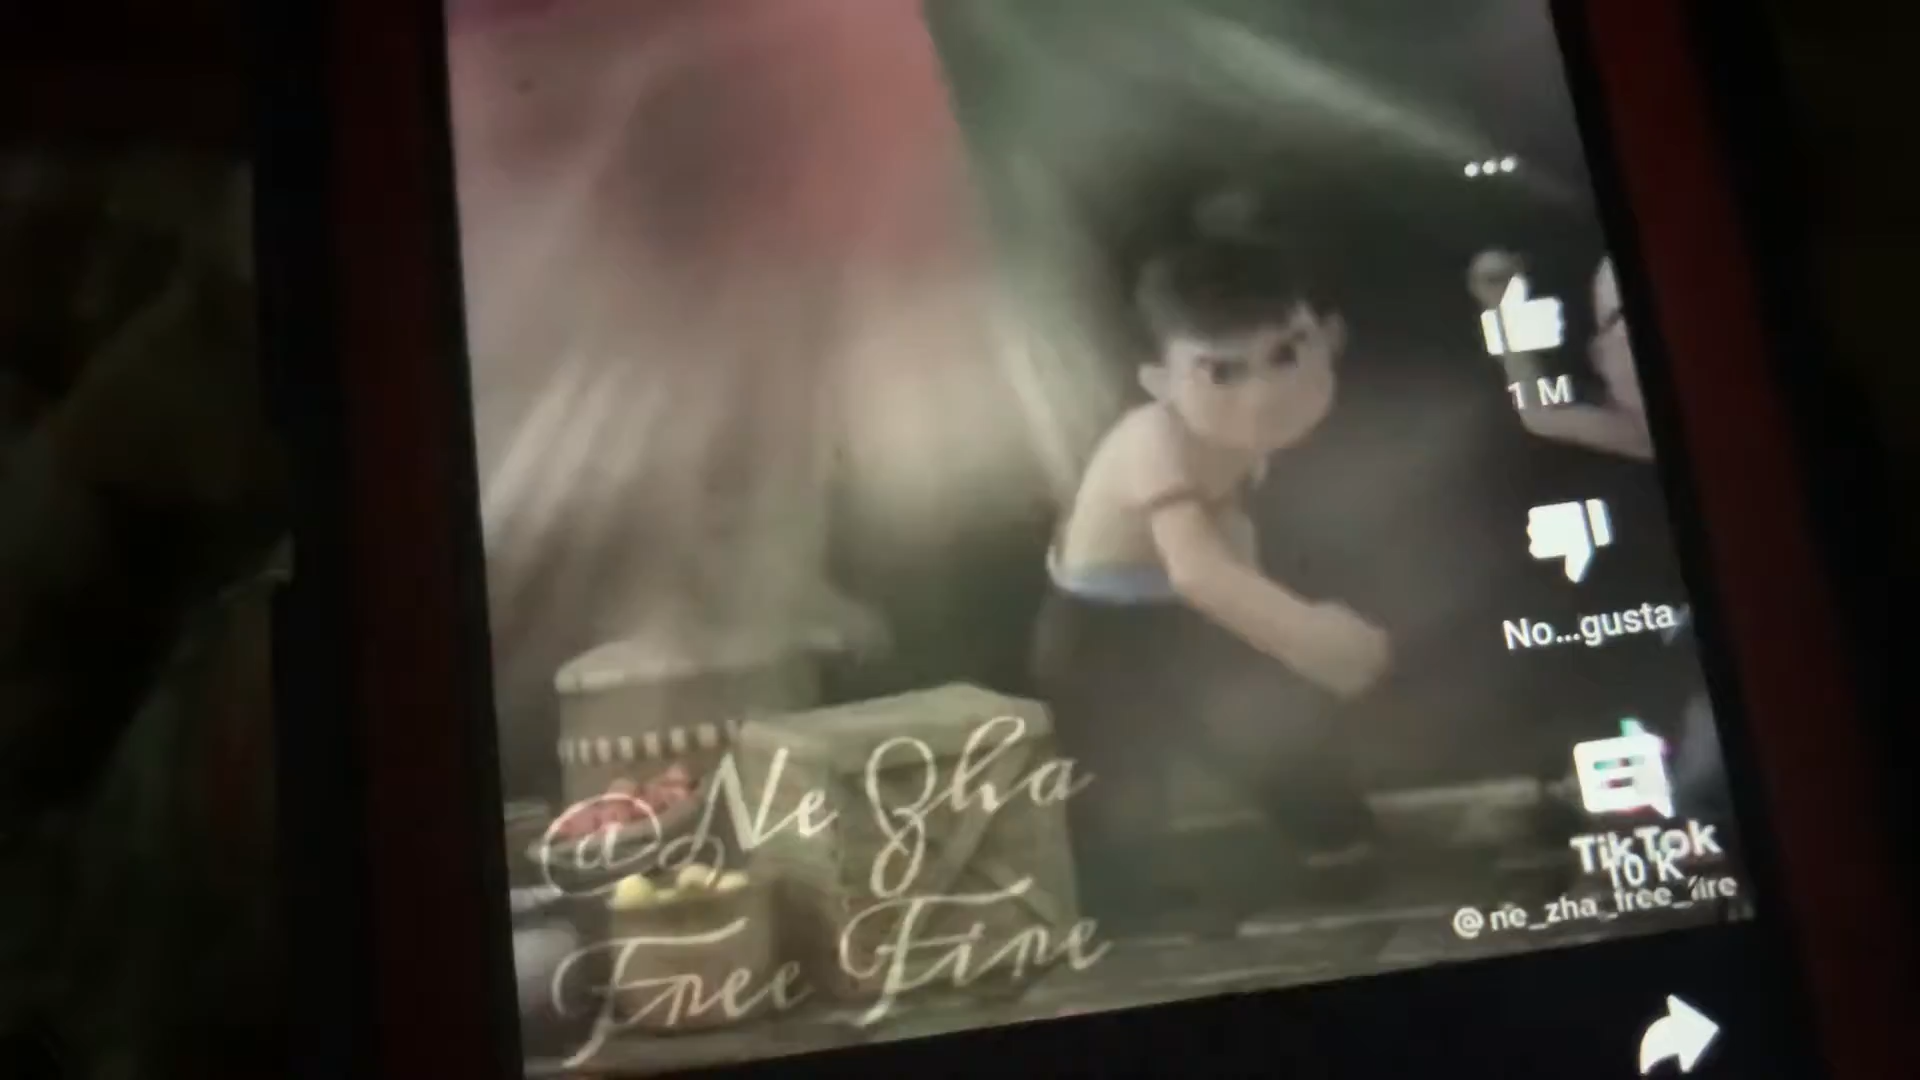 1 M
No...gusta
@Ne Zha
Free Fire
TikTok
10 K
@ne_zha_free_fire